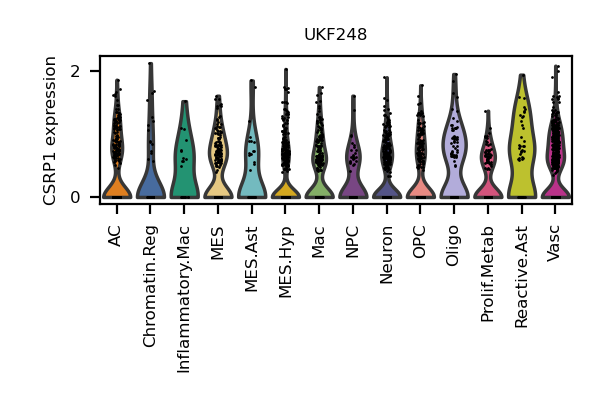 UKF248
CSRP1 expression
2
0
AC
Chromatin.Reg
Inflammatory.Mac
MES
MES.Ast
MES.Hyp
Mac
NPC
Neuron
OPC
Oligo
Prolif.Metab
Reactive.Ast
Vasc